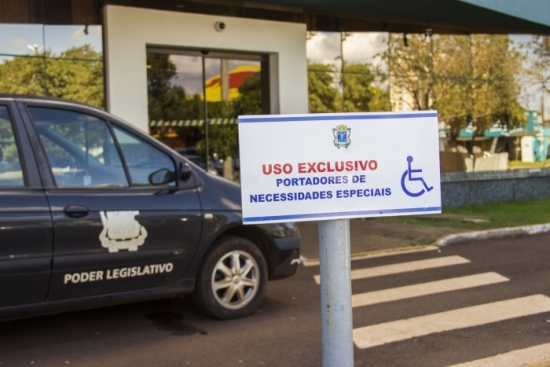 USO EXCLUSIVO
PORTADORES DE
NECESSIDADES ESPECIAIS
PODER LEGISLATIVO